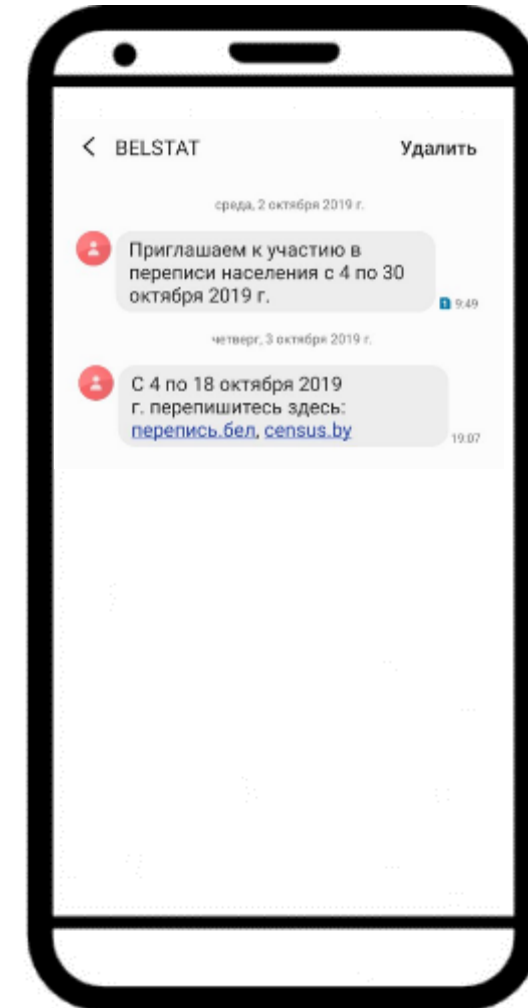 BELSTAT Удалить
среда, 2 октября 2019 г.
Приглашаем к участию в
переписи населения с 4 по 30
октября 2019 г.
1 9:49
четверг, 3 октября 2019 г.
С 4 по 18 октября 2019
г. перепишитесь здесь:
перепись.бел, census.by
19:07